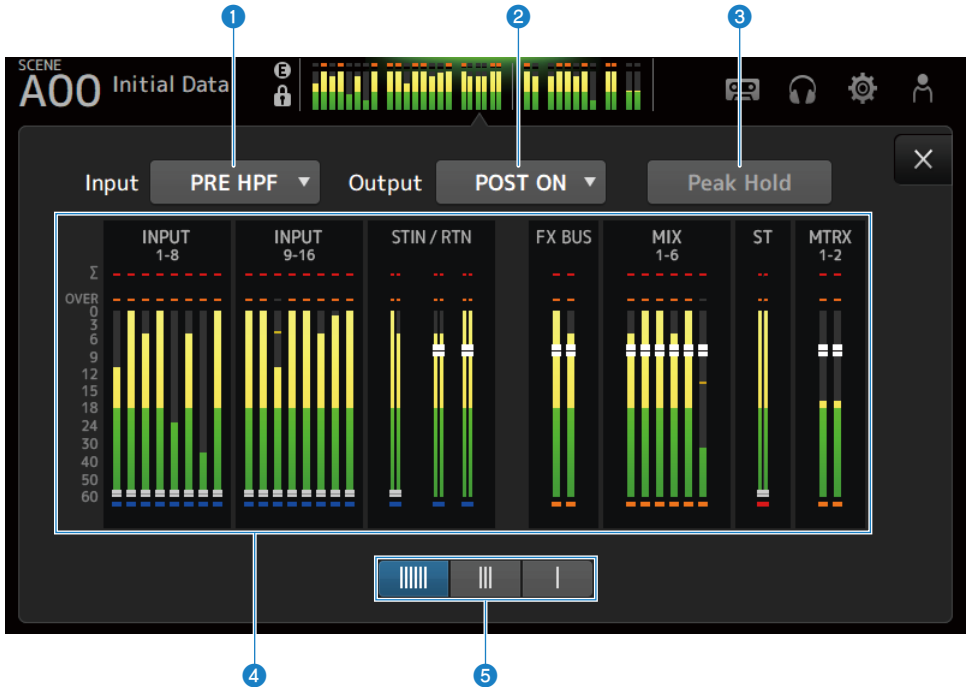 1 2 3
SCENE
A00 Initial Data E
Input PRE HPF ▼ Output POST ON ▼ Peak Hold ×
INPUT INPUT STIN / RTN FX BUS MIX ST MTRX
1-8 9-16 1-6 1-2
Σ
OVER
0
3
6
9
12
15
18
24
30
40
50
60
4 5